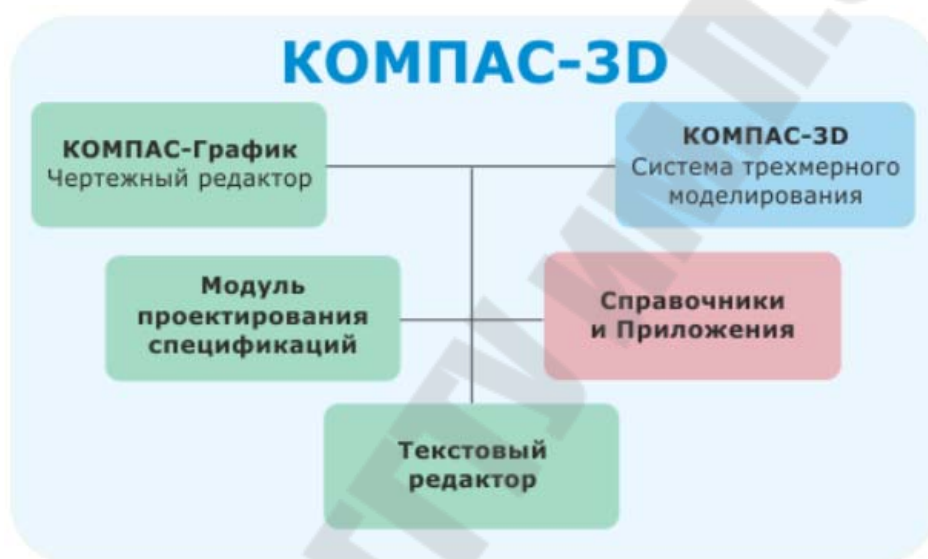 КОМПАС-3D
КОМПАС-График
Чертежный редактор
КОМПАС-3D
Система трехмерного
моделирования
Модуль
проектирования
спецификаций
Справочники
и Приложения
Текстовый
редактор